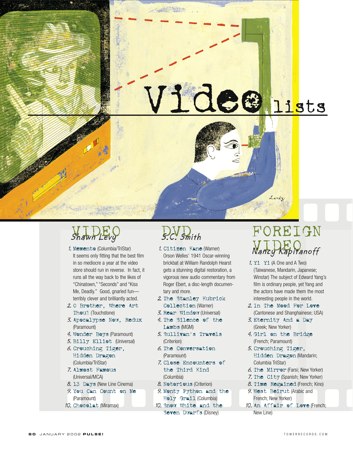 Video lists
Lardy
VIDEO
Shawn Levy
1. Memento (Columbia/TriStar)
It seems only fitting that the best film
in so mediocre a year at the video
store should run in reverse. In fact, it
runs all the way back to the likes of
"Chinatown," "Seconds" and "Kiss
Me, Deadly." Good, gnarled fun—
terribly clever and brilliantly acted.
2. O Brother, Where Art
Thou? (Touchstone)
3. Apocalypse Now, Redux
(Paramount)
4. Wonder Boys (Paramount)
5. Billy Elliot (Universal)
6. Crouching Tiger,
Hidden Dragon
(Columbia/TriStar)
7. Almost Famous
(Universal/MCA)
8. 13 Days (New Line Cinema)
9. You Can Count on Me
(Paramount)
10. Chocolat (Miramax)
DVD
S.C. Smith
1. Citizen Kane (Warner)
Orson Welles' 1941 Oscar-winning
brickbat at William Randolph Hearst
gets a stunning digital restoration, a
vigorous new audio commentary from
Roger Ebert, a disc-length documen-
tary and more.
2. The Stanley Kubrick
Collection (Warner)
3. Rear Window (Universal)
4. The Silence of the
Lambs (MGM)
5. Sullivan's Travels
(Criterion)
6. The Conversation
(Paramount)
7. Close Encounters of
the Third Kind
(Columbia)
8. Notorious (Criterion)
9. Monty Python and the
Holy Grail (Columbia)
10. Snow White and the
Seven Dwarfs (Disney)
FOREIGN
VIDEO
Nancy Kapitanoff
1. Yi Yi (A One and A Two)
(Taiwanese, Mandarin, Japanese;
Winstar) The subject of Edward Yang's
film is ordinary people, yet Yang and
the actors have made them the most
interesting people in the world.
2. In the Mood for Love
(Cantonese and Shanghainese, USA)
3. Eternity And a Day
(Greek, New Yorker)
4. Girl on the Bridge
(French, Paramount)
5. Crouching Tiger,
Hidden Dragon (Mandarin,
Columbia TriStar)
6. The Mirror (Farsi, New Yorker)
7. The City (Spanish, New Yorker)
8. Time Regained (French, Kino)
9. West Beirut (Arabic and
French, New Yorker)
10. An Affair of Love (French,
New Line)
60 JANUARY 2002 PULSE!
TOWERRECORDS.COM